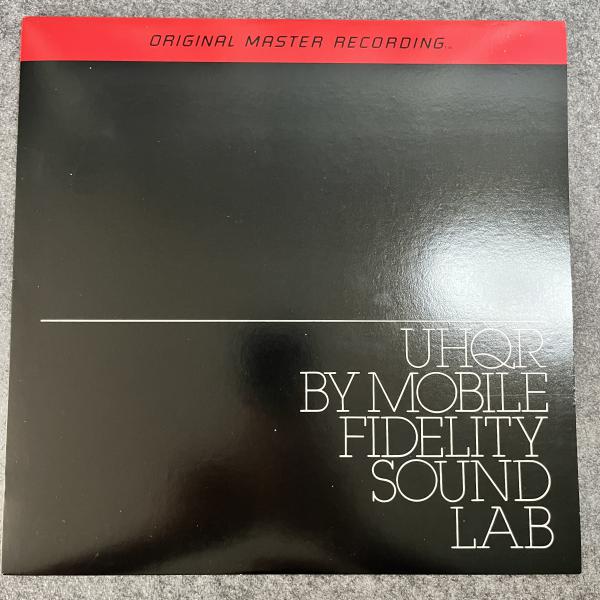 ORIGINAL MASTER RECORDING™
UHQR
BY MOBILE
FIDELITY
SOUND
LAB